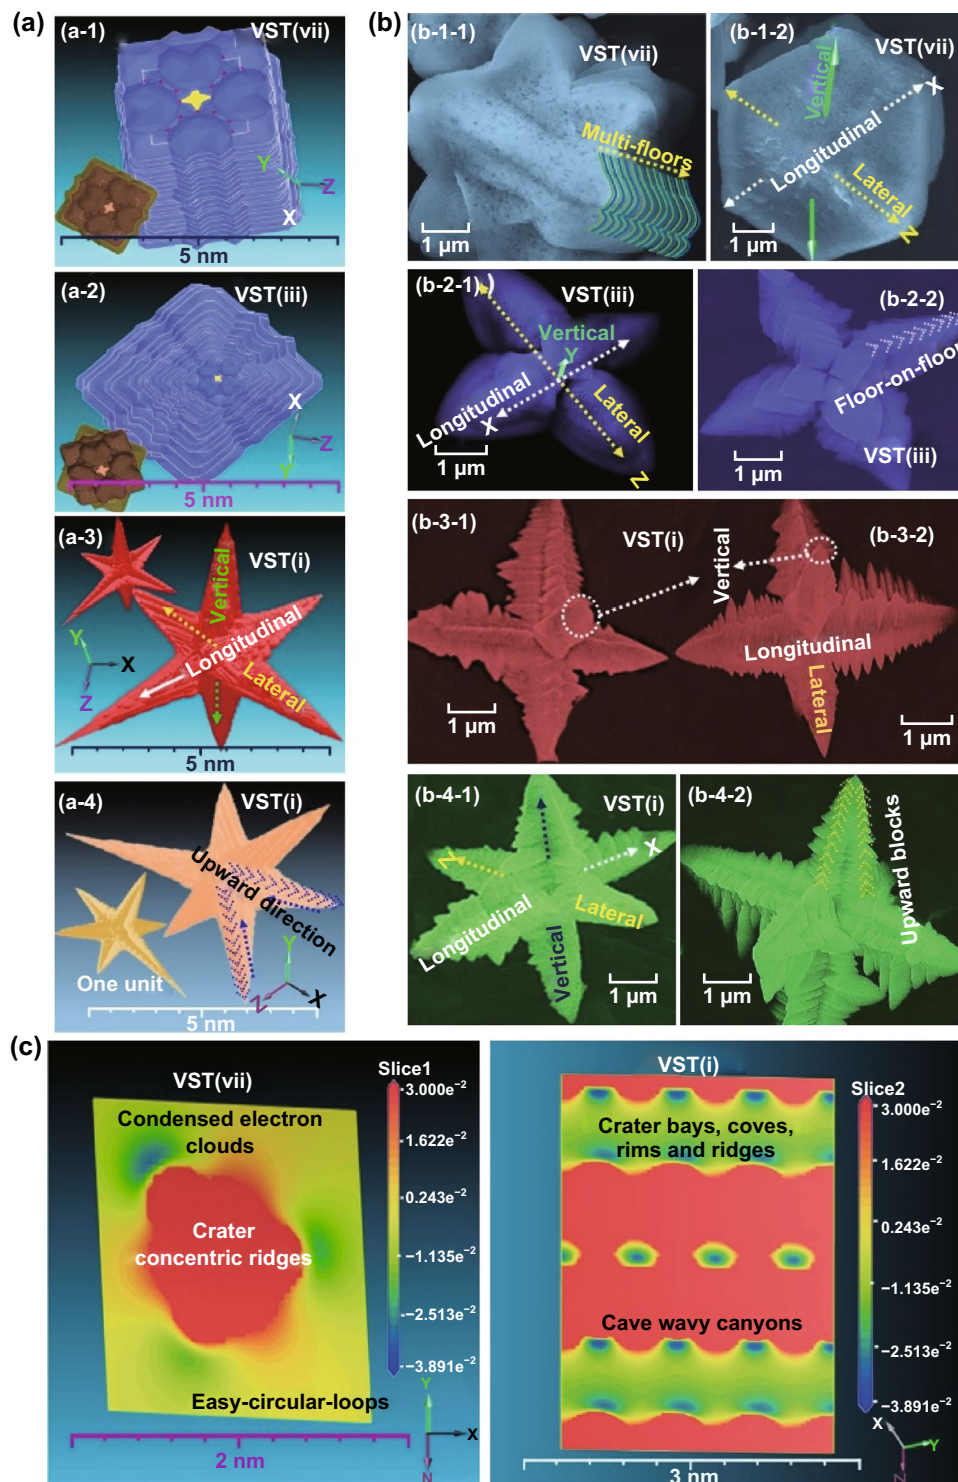 (a)
(a-1)
VST(vii)
Y
Z
X
5 nm
(a-2)
VST(iii)
X
Z
Y
5 nm
(a-3)
VST(i)
Vertical
Longitudinal
Lateral
Y
X
Z
5 nm
(a-4)
VST(i)
Upward direction
One unit
Y
X
Z
5 nm
(b)
(b-1-1)
VST(vii)
Multi-floors
1 μm
(b-1-2)
VST(vii)
Vertical
X
Longitudinal
Lateral
Z
1 μm
(b-2-1)
VST(iii)
Vertical
Y
Longitudinal
X
Lateral
Z
1 μm
(b-2-2)
Floor-on-floor
VST(iii)
1 μm
(b-3-1)
VST(i)
Vertical
1 μm
(b-3-2)
Longitudinal
Lateral
1 μm
(b-4-1)
VST(i)
Z
X
Longitudinal
Lateral
Vertical
1 μm
(b-4-2)
Upward blocks
1 μm
(c)
VST(vii)
Condensed electron
clouds
Crater
concentric ridges
Easy-circular-loops
Slice1
3.000e⁻²
1.622e⁻²
0.243e⁻²
−1.135e⁻²
−2.513e⁻²
−3.891e⁻²
Y
X
Z
2 nm
VST(i)
Crater bays, coves,
rims and ridges
Cave wavy canyons
Slice2
3.000e⁻²
1.622e⁻²
0.243e⁻²
−1.135e⁻²
−2.513e⁻²
−3.891e⁻²
X
Y
Z
3 nm